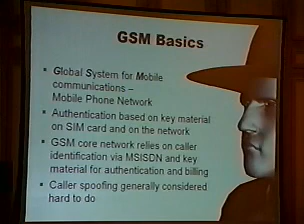 GSM Basics
• Global System for Mobile
communications –
Mobile Phone Network
• Authentication based on key material
on SIM card and on the network
• GSM core network relies on caller
identification via MSISDN and key
material for authentication and billing
• Caller spoofing generally considered
hard to do